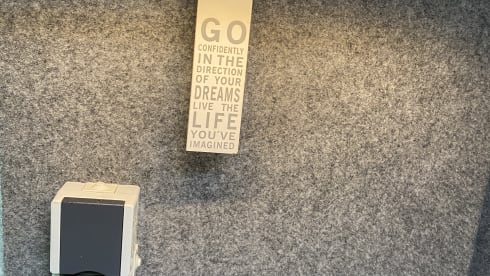 GO
CONFIDENTLY
IN THE
DIRECTION
OF YOUR
DREAMS
LIVE THE
LIFE
YOU'VE
IMAGINED